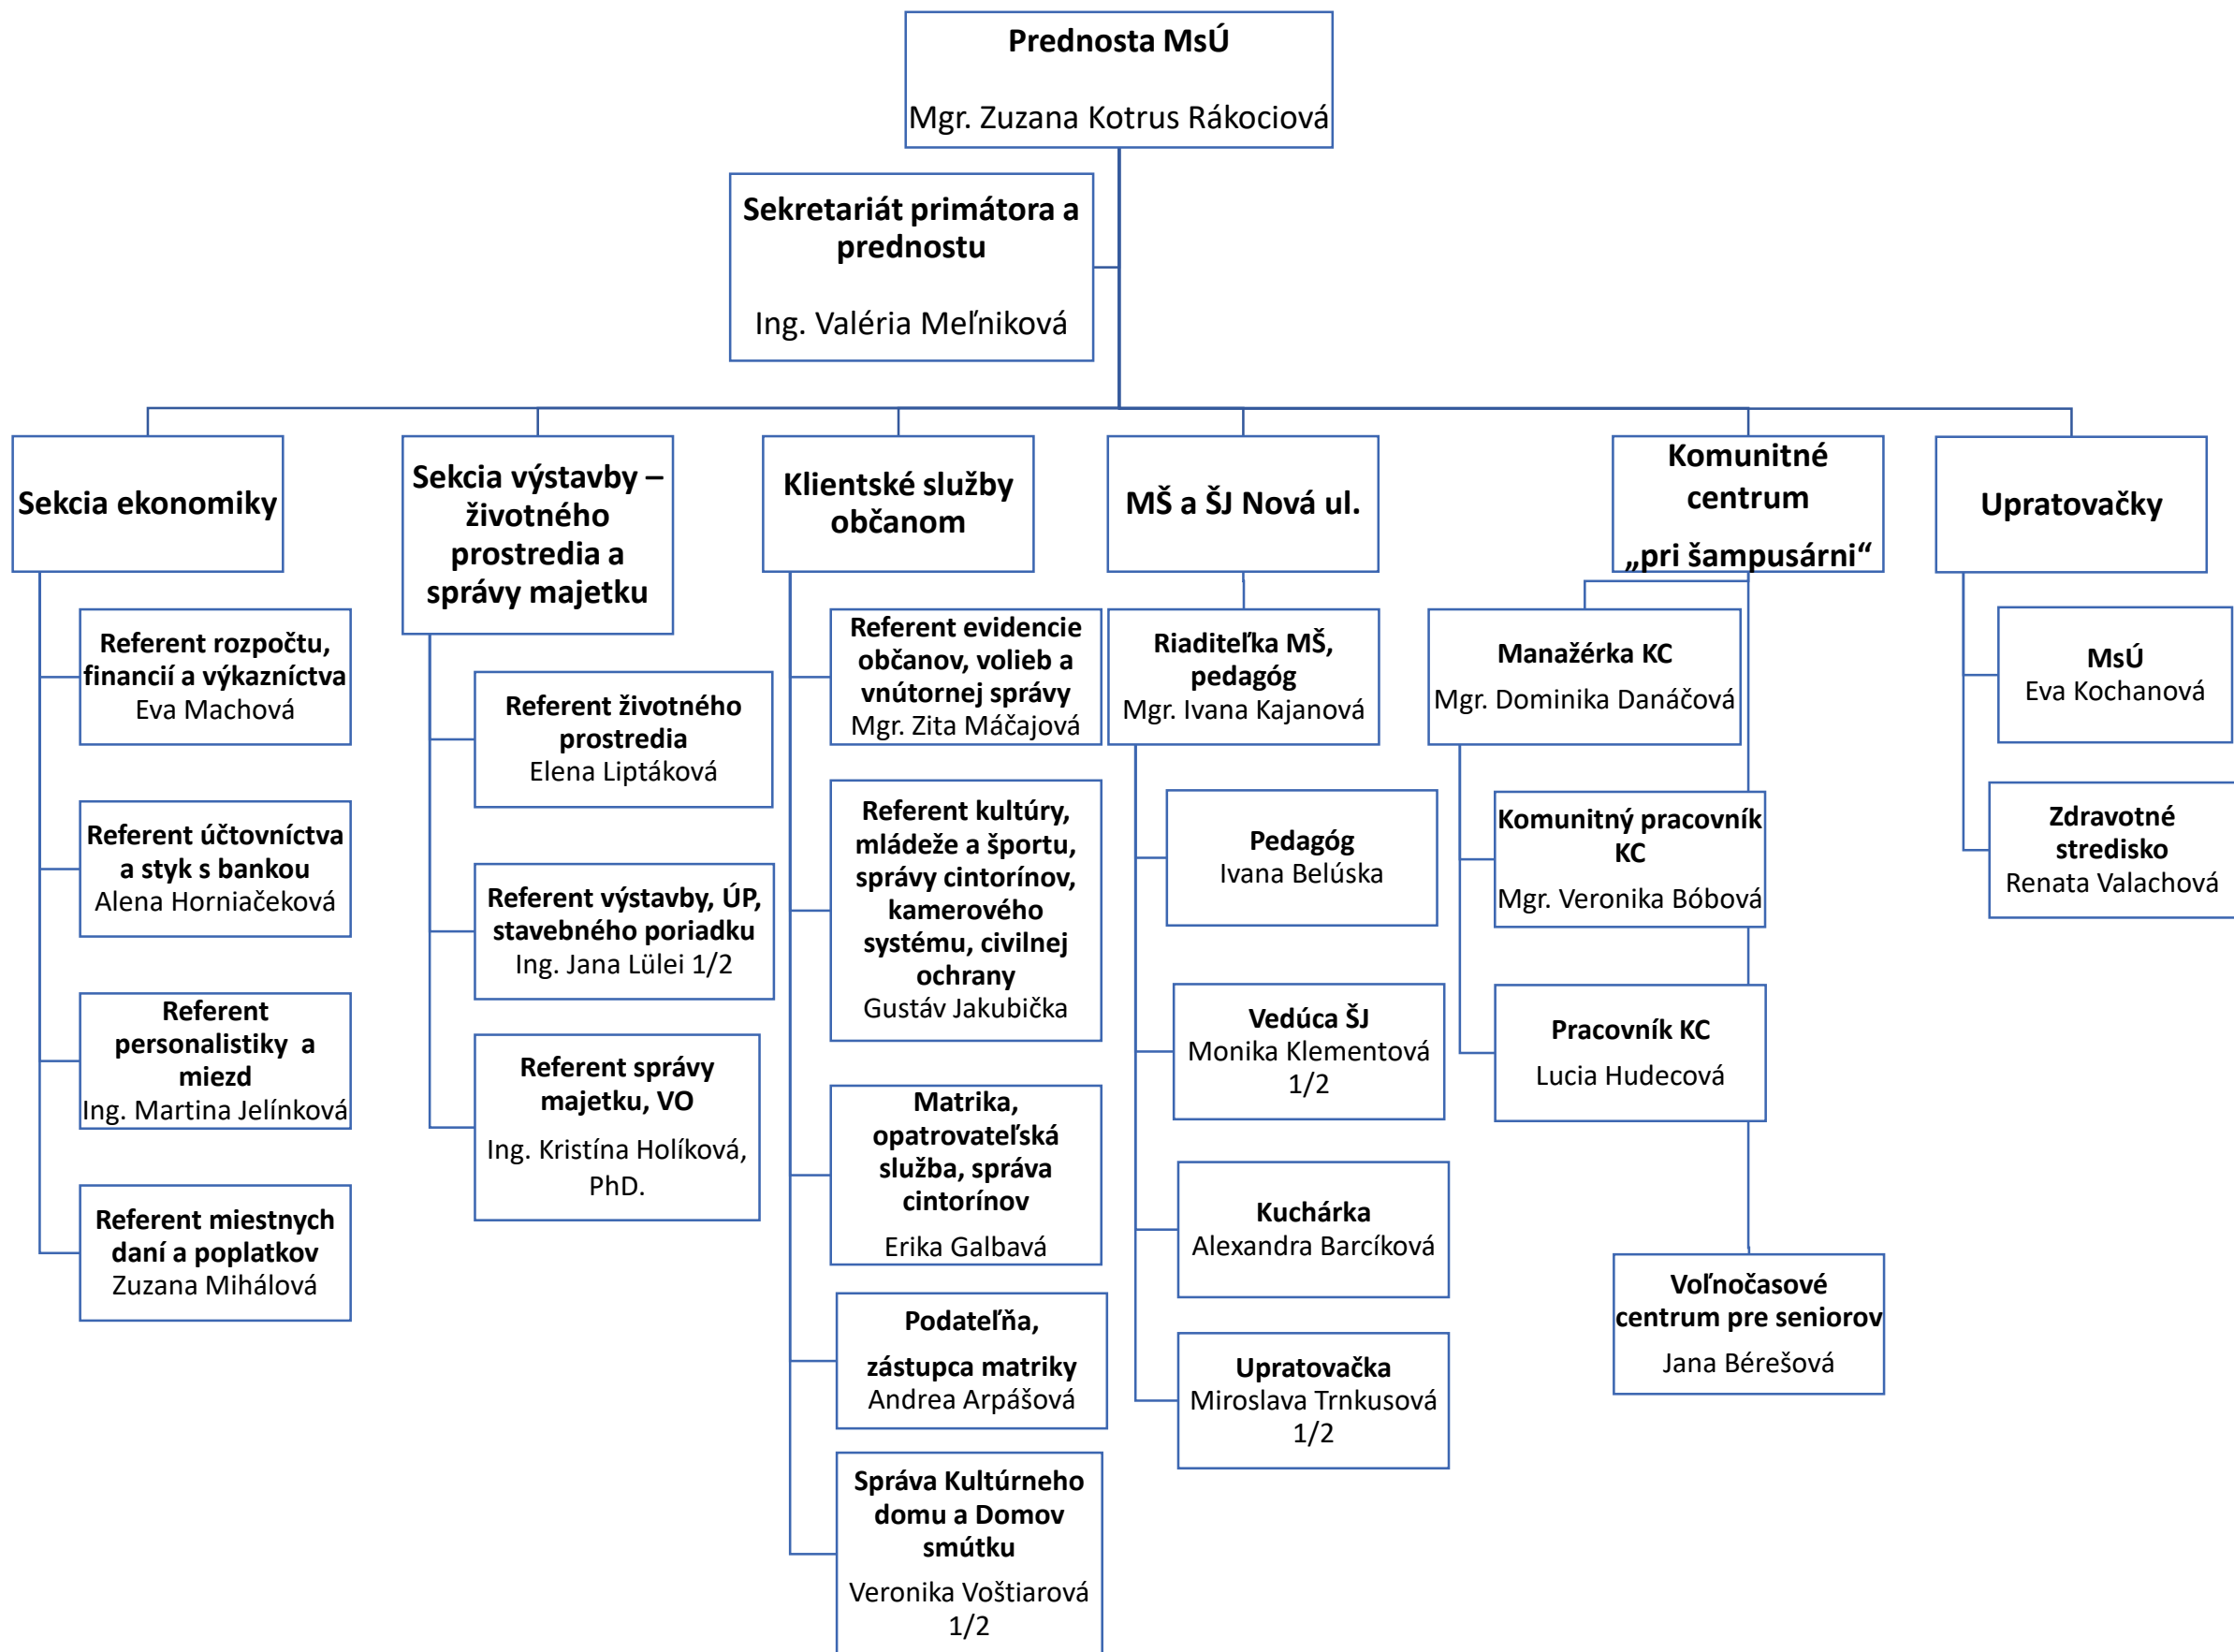 Prednosta MsÚ
Mgr. Zuzana Kotrus Rákociová
Sekretariát primátora a
prednostu
Ing. Valéria Meľniková
Sekcia ekonomiky
Referent rozpočtu,
financií a výkazníctva
Eva Machová
Referent účtovníctva
a styk s bankou
Alena Horniačeková
Referent
personalistiky a
miezd
Ing. Martina Jelínková
Referent miestnych
daní a poplatkov
Zuzana Mihálová
Sekcia výstavby –
životného
prostredia a
správy majetku
Referent životného
prostredia
Elena Liptáková
Referent výstavby, ÚP,
stavebného poriadku
Ing. Jana Lülei 1/2
Referent správy
majetku, VO
Ing. Kristína Holíková,
PhD.
Klientské služby
občanom
Referent evidencie
občanov, volieb a
vnútornej správy
Mgr. Zita Máčajová
Referent kultúry,
mládeže a športu,
správy cintorínov,
kamerového
systému, civilnej
ochrany
Gustáv Jakubička
Matrika,
opatrovateľská
služba, správa
cintorínov
Erika Galbavá
Podateľňa,
zástupca matriky
Andrea Arpášová
Správa Kultúrneho
domu a Domov
smútku
Veronika Voštiarová
1/2
MŠ a ŠJ Nová ul.
Riaditeľka MŠ,
pedagóg
Mgr. Ivana Kajanová
Pedagóg
Ivana Belúska
Vedúca ŠJ
Monika Klementová
1/2
Kuchárka
Alexandra Barcíková
Upratovačka
Miroslava Trnkusová
1/2
Komunitné
centrum
„pri šampusárni“
Manažérka KC
Mgr. Dominika Danáčová
Komunitný pracovník
KC
Mgr. Veronika Bóbová
Pracovník KC
Lucia Hudecová
Voľnočasové
centrum pre seniorov
Jana Bérešová
Upratovačky
MsÚ
Eva Kochanová
Zdravotné
stredisko
Renata Valachová